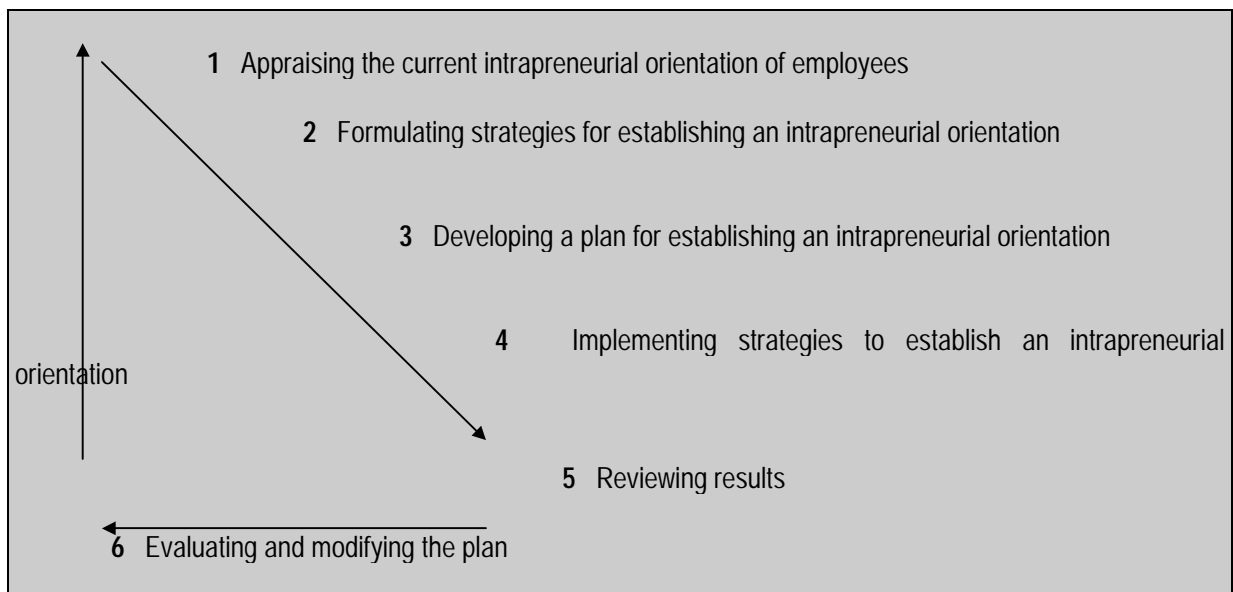 1 Appraising the current intrapreneurial orientation of employees
2 Formulating strategies for establishing an intrapreneurial orientation
3 Developing a plan for establishing an intrapreneurial orientation
4 Implementing strategies to establish an intrapreneurial
orientation
5 Reviewing results
6 Evaluating and modifying the plan